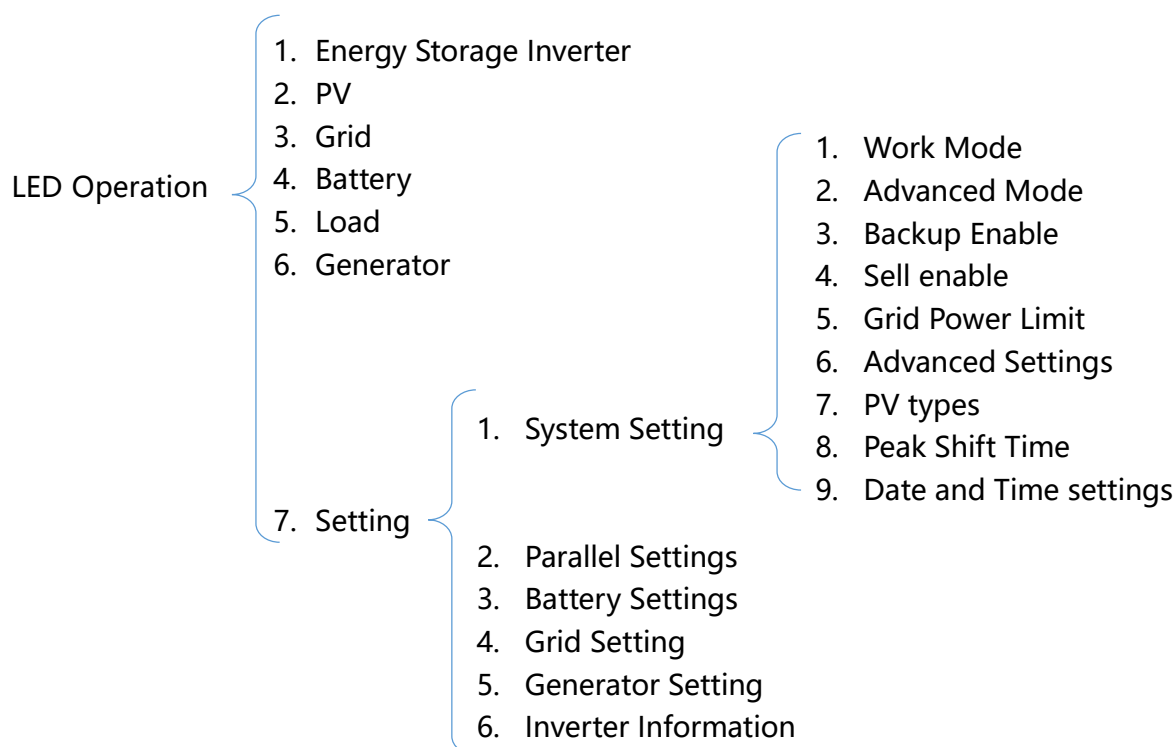 LED Operation
1. Energy Storage Inverter
2. PV
3. Grid
4. Battery
5. Load
6. Generator
7. Setting
1. System Setting
1. Work Mode
2. Advanced Mode
3. Backup Enable
4. Sell enable
5. Grid Power Limit
6. Advanced Settings
7. PV types
8. Peak Shift Time
9. Date and Time settings
2. Parallel Settings
3. Battery Settings
4. Grid Setting
5. Generator Setting
6. Inverter Information